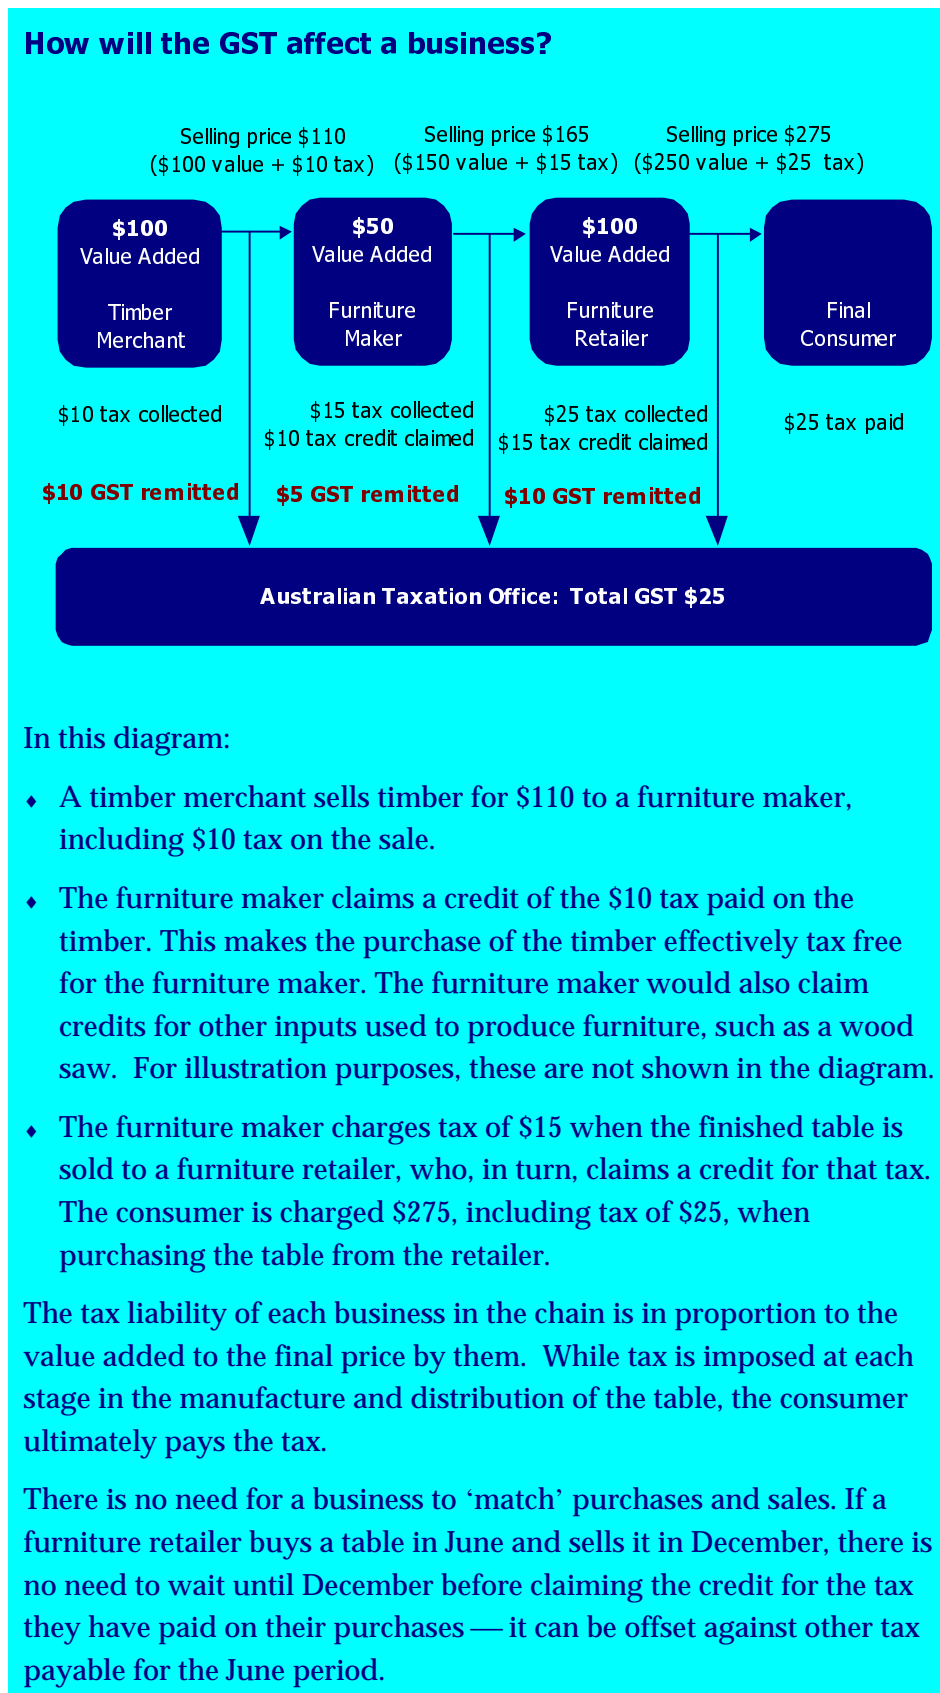 How will the GST affect a business?
Selling price $110
($100 value + $10 tax)
Selling price $165
($150 value + $15 tax)
Selling price $275
($250 value + $25  tax)
$100
Value Added
Timber
Merchant
$50
Value Added
Furniture
Maker
$100
Value Added
Furniture
Retailer
Final
Consumer
$10 tax collected
$15 tax collected
$10 tax credit claimed
$25 tax collected
$15 tax credit claimed
$25 tax paid
$10 GST remitted
$5 GST remitted
$10 GST remitted
Australian Taxation Office:  Total GST $25
In this diagram:
♦ A timber merchant sells timber for $110 to a furniture maker,
including $10 tax on the sale.
♦ The furniture maker claims a credit of the $10 tax paid on the
timber. This makes the purchase of the timber effectively tax free
for the furniture maker. The furniture maker would also claim
credits for other inputs used to produce furniture, such as a wood
saw.  For illustration purposes, these are not shown in the diagram.
♦ The furniture maker charges tax of $15 when the finished table is
sold to a furniture retailer, who, in turn, claims a credit for that tax.
The consumer is charged $275, including tax of $25, when
purchasing the table from the retailer.
The tax liability of each business in the chain is in proportion to the
value added to the final price by them.  While tax is imposed at each
stage in the manufacture and distribution of the table, the consumer
ultimately pays the tax.
There is no need for a business to ‘match’ purchases and sales. If a
furniture retailer buys a table in June and sells it in December, there is
no need to wait until December before claiming the credit for the tax
they have paid on their purchases — it can be offset against other tax
payable for the June period.